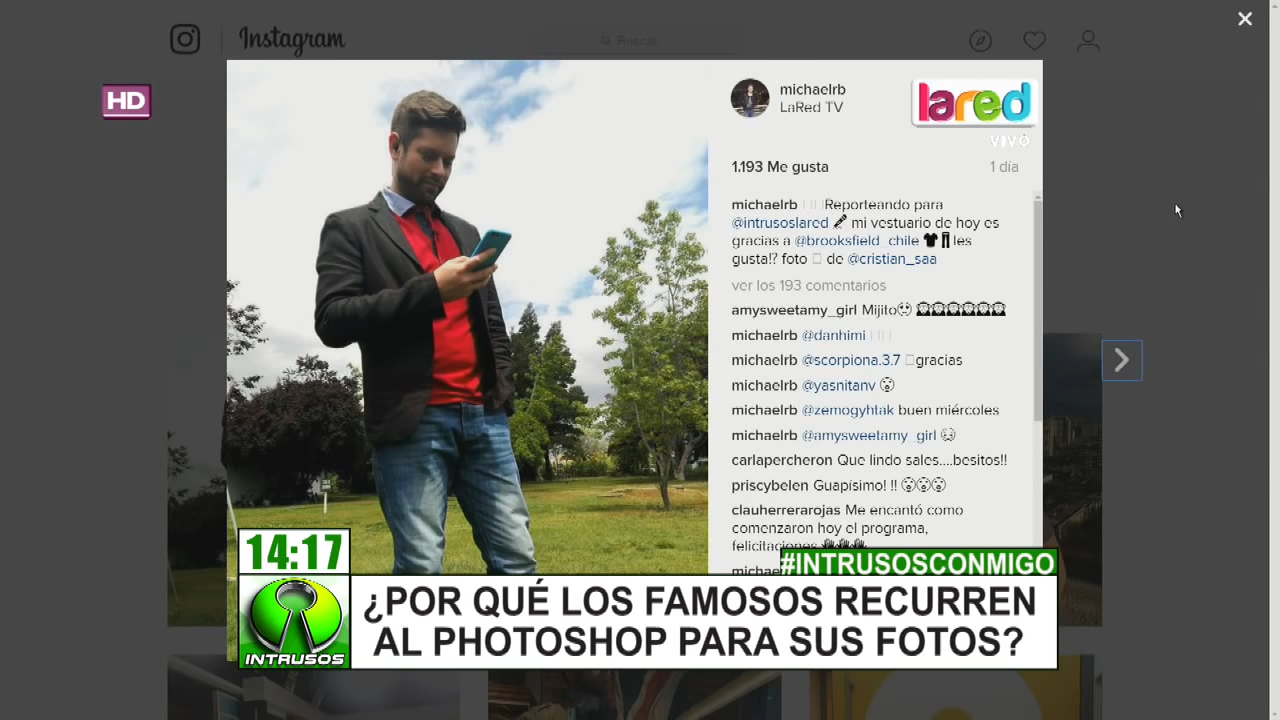 Instagram
Buscar
HD
michaelrb
LaRed TV
lared
VIVO
1.193 Me gusta
1 día
michaelrb Reporteando para
@intrusoslared mi vestuario de hoy es
gracias a @brooksfield_chile les
gusta!? foto de @cristian_saa
ver los 193 comentarios
amysweetamy_girl Mijito
michaelrb @danhimi
michaelrb @scorpiona.3.7 gracias
michaelrb @yasnitanv
michaelrb @zemogyhtak buen miércoles
michaelrb @amysweetamy_girl
carlapercheron Que lindo sales....besitos!!
priscybelen Guapísimo! !!
clauherrerarojas Me encantó como
comenzaron hoy el programa,
felicitaciones
14:17
#INTRUSOSCONMIGO
¿POR QUÉ LOS FAMOSOS RECURREN
AL PHOTOSHOP PARA SUS FOTOS?
INTRUSOS